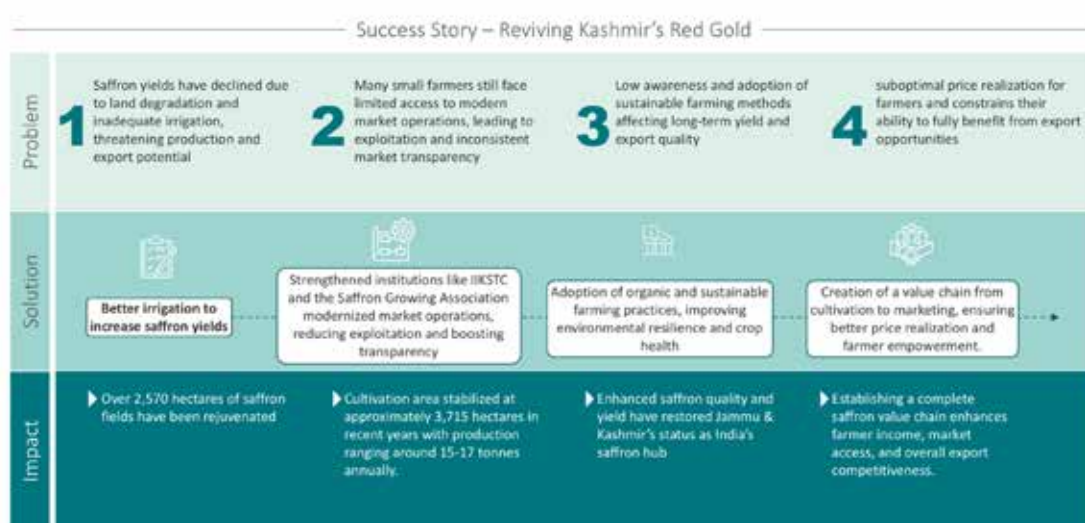 Success Story – Reviving Kashmir's Red Gold
Problem
1
Saffron yields have declined due
to land degradation and
inadequate irrigation,
threatening production and
export potential
2
Many small farmers still face
limited access to modern
market operations, leading to
exploitation and inconsistent
market transparency
3
Low awareness and adoption of
sustainable farming methods
affecting long-term yield and
export quality
4
suboptimal price realization for
farmers and constrains their
ability to fully benefit from export
opportunities
Solution
Better irrigation to
increase saffron yields
Strengthened institutions like IIKSTC
and the Saffron Growing Association
modernized market operations,
reducing exploitation and boosting
transparency
Adoption of organic and sustainable
farming practices, improving
environmental resilience and crop
health
Creation of a value chain from
cultivation to marketing, ensuring
better price realization and
farmer empowerment.
Impact
Over 2,570 hectares of saffron
fields have been rejuvenated
Cultivation area stabilized at
approximately 3,715 hectares in
recent years with production
ranging around 15-17 tonnes
annually.
Enhanced saffron quality and
yield have restored Jammu &
Kashmir's status as India's
saffron hub
Establishing a complete
saffron value chain enhances
farmer income, market
access, and overall export
competitiveness.